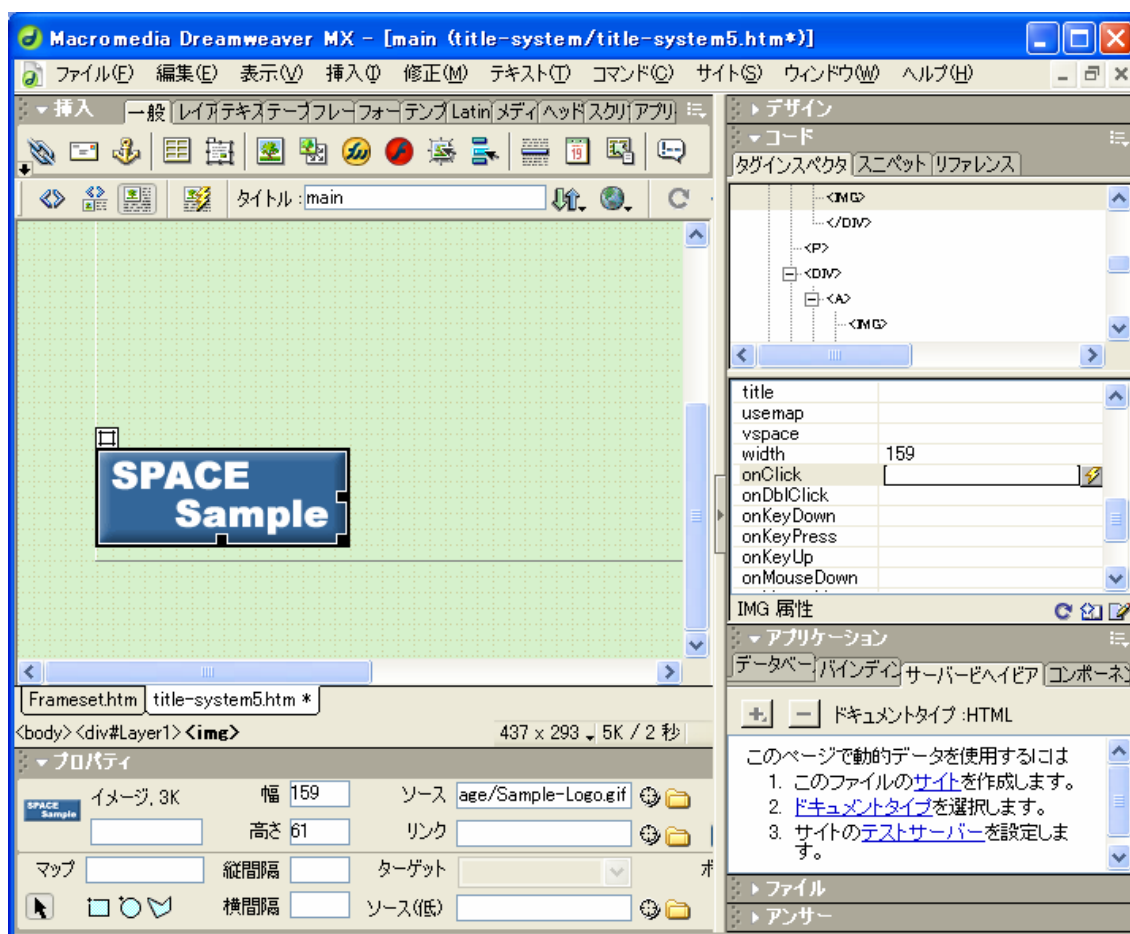 Macromedia Dreamweaver MX - [main (title-system/title-system5.htm*)]
ファイル(F) 編集(E) 表示(V) 挿入(I) 修正(M) テキスト(T) コマンド(C) サイト(S) ウィンドウ(W) ヘルプ(H)
挿入 一般 レイア テキス テーブ フレー フォー テンプ Latin メディ ヘッド スクリ アプリ
タイトル : main
SPACE
Sample
Frameset.htm title-system5.htm *
<body> <div#Layer1> <img> 437 x 293 5K / 2 秒
プロパティ
イメージ, 3K 幅 159 ソース age/Sample-Logo.gif
SPACE
Sample
高さ 61 リンク
マップ 縦間隔 ターゲット ボ
横間隔 ソース(低)
デザイン
コード
タグインスペクタ スニペット リファレンス
<IMG>
</DIV>
<P>
<DIV>
<A>
<IMG>
title
usemap
vspace
width 159
onClick
onDblClick
onKeyDown
onKeyPress
onKeyUp
onMouseDown
IMG 属性
アプリケーション
データベー バインディン サーバービヘイビア コンポーネン
ドキュメントタイプ :HTML
このページで動的データを使用するには
1. このファイルのサイトを作成します。
2. ドキュメントタイプを選択します。
3. サイトのテストサーバーを設定しま
す。
ファイル
アンサー